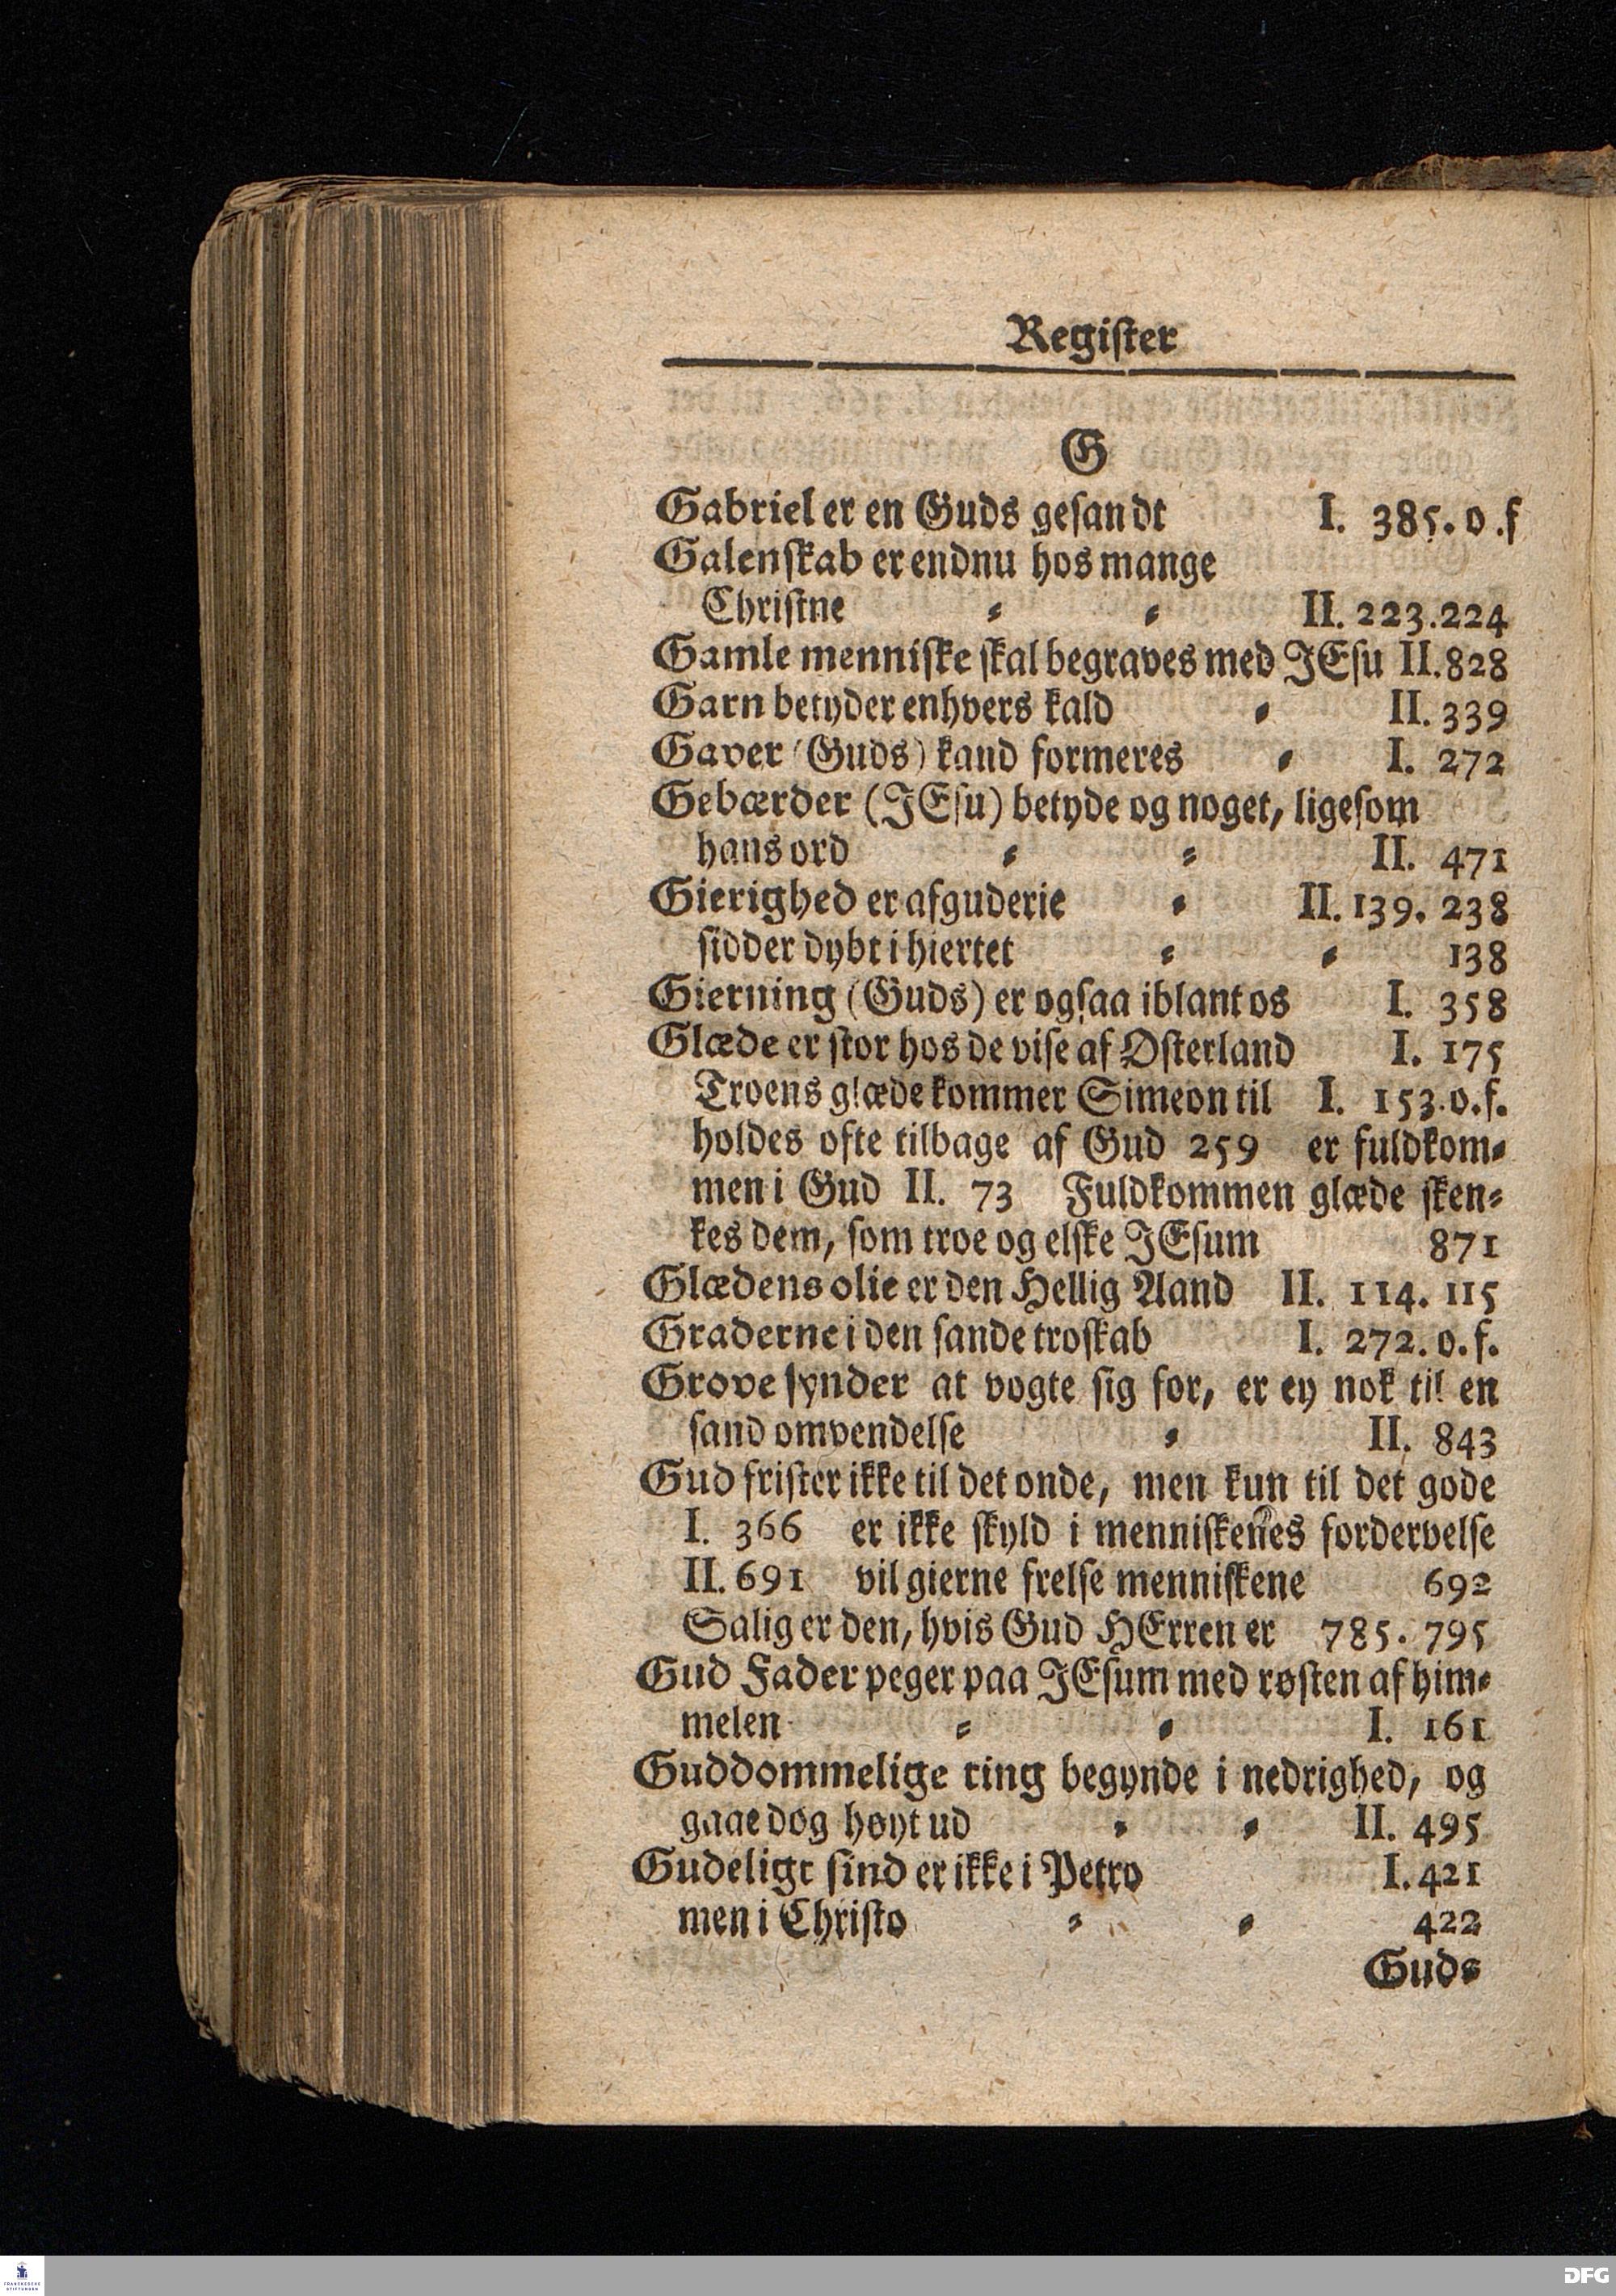 Register
G
Gabriel er en Guds gesandt I. 385. o.f
Galenskab er endnu hos mange
Christne = = II. 223.224
Gamle menniske skal begraves med JEsu II.828
Garn betyder enhvers kald = II. 339
Gaver (Guds) kand formeres = I. 272
Gebærder (JEsu) betyde og noget, ligesom
hans ord = = II. 471
Gierighed er afguderie = II. 139. 238
sidder dybt i hiertet = = 138
Gierning (Guds) er ogsaa iblant os I. 358
Glæde er stor hos de vise af Østerland I. 175
Troens glæde kommer Simeon til I. 153.o.f.
holdes ofte tilbage af Gud 259 er fuldkom=
men i Gud II. 73 Fuldkommen glæde sken=
kes dem, som troe og elske JEsum 871
Glædens olie er den Hellig Aand II. 114. 115
Graderne i den sande troskab I. 272. o.f.
Grove synder at vogte sig for, er ey nok til en
sand omvendelse = II. 843
Gud frister ikke til det onde, men kun til det gode
I. 366 er ikke skyld i menniskenes fordervelse
II. 691 vil gierne frelse menniskene 692
Salig er den, hvis Gud HErren er 785. 795
Gud Fader peger paa JEsum med røsten af him=
melen = = I. 161
Guddommelige ting begynde i nedrighed, og
gaae dog høyt ud = = II. 495
Gudeligt sind er ikke i Petro I. 421
men i Christo = = 422
Gud=
FRANCKESCHE
STIFTUNGEN
DFG